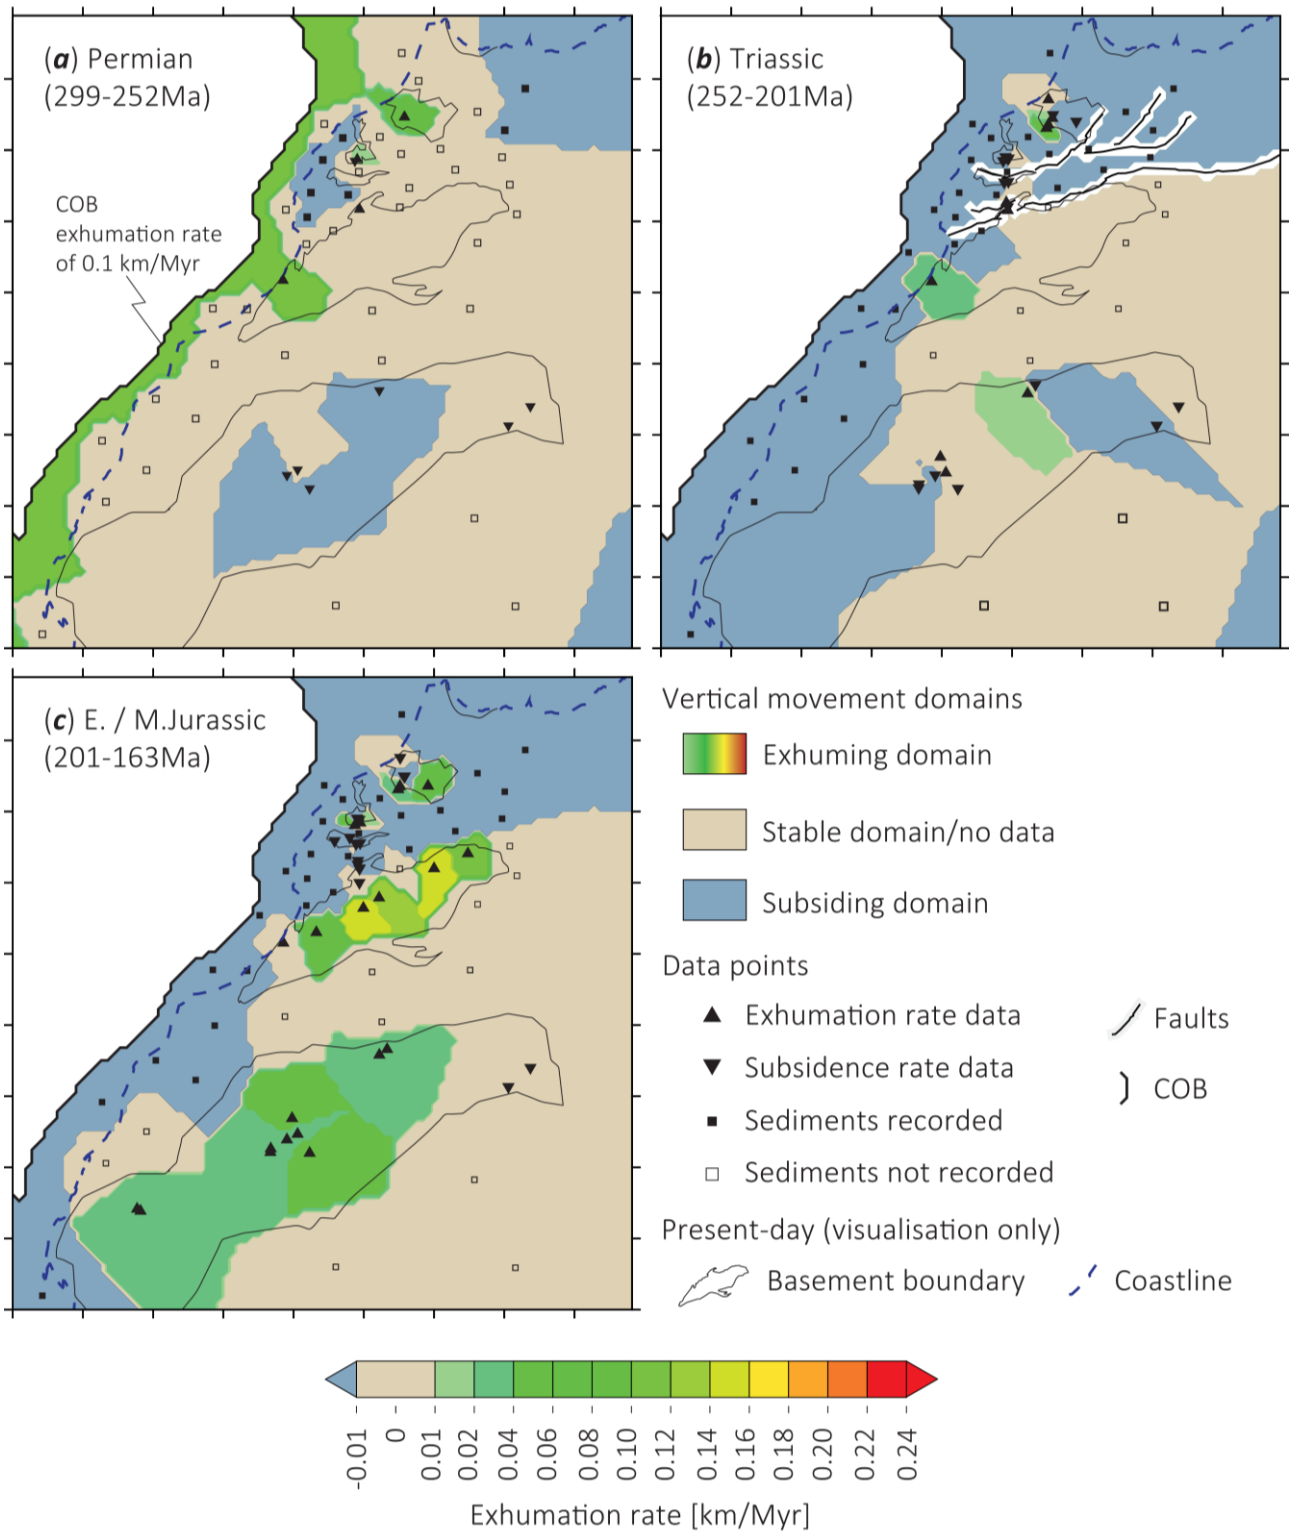 (a) Permian
(299-252Ma)
COB
exhumation rate
of 0.1 km/Myr
(b) Triassic
(252-201Ma)
(c) E. / M.Jurassic
(201-163Ma)
Vertical movement domains
Exhuming domain
Stable domain/no data
Subsiding domain
Data points
Exhumation rate data
Subsidence rate data
Sediments recorded
Sediments not recorded
Faults
COB
Present-day (visualisation only)
Basement boundary
Coastline
-0.01
0
0.01
0.02
0.04
0.06
0.08
0.10
0.12
0.14
0.16
0.18
0.20
0.22
0.24
Exhumation rate [km/Myr]